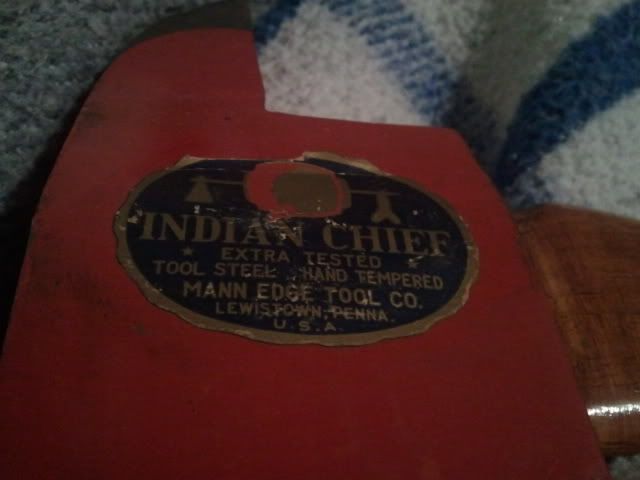 INDIAN CHIEF
EXTRA TESTED
TOOL STEEL HAND TEMPERED
MANN EDGE TOOL CO.
LEWISTOWN, PENNA.
U.S.A.